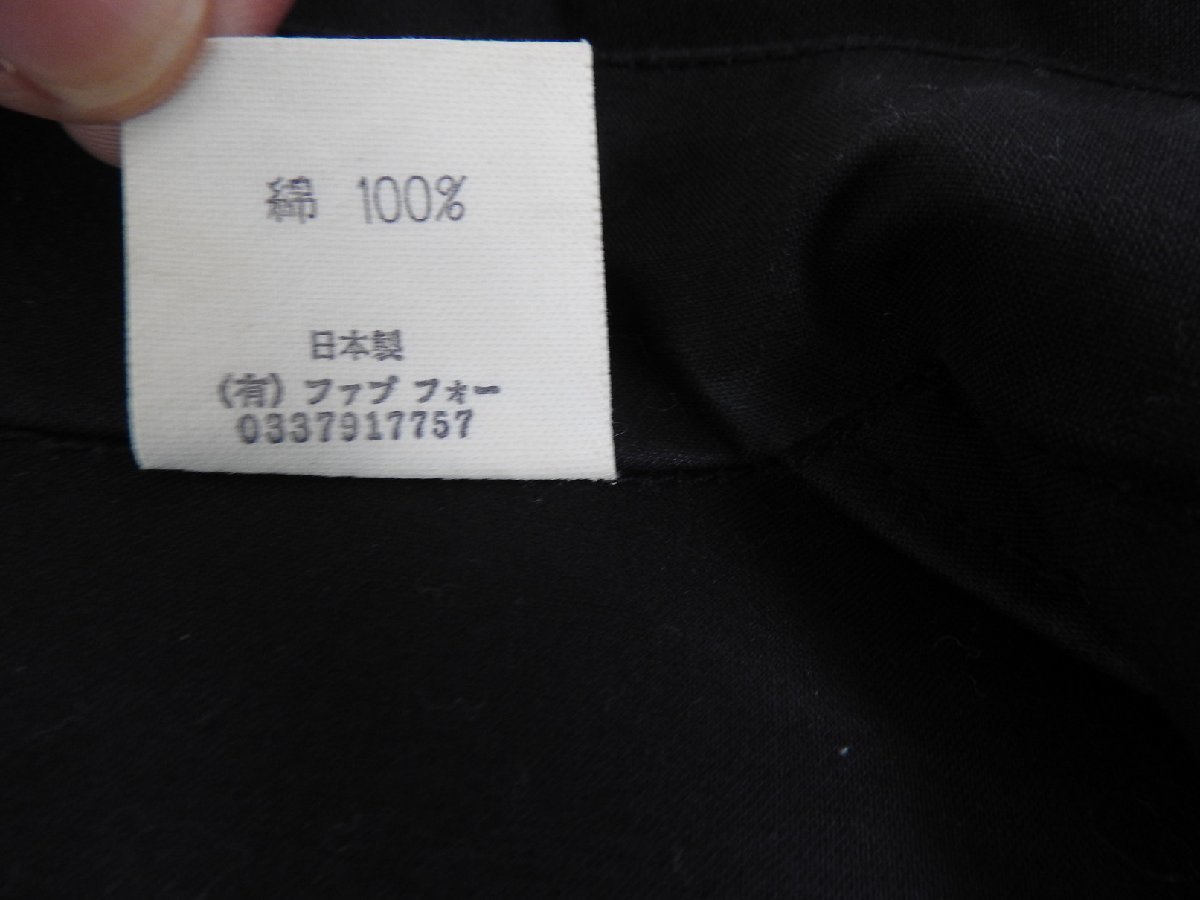 綿 100%
日本製
(有) ファブ フォー
0337917757